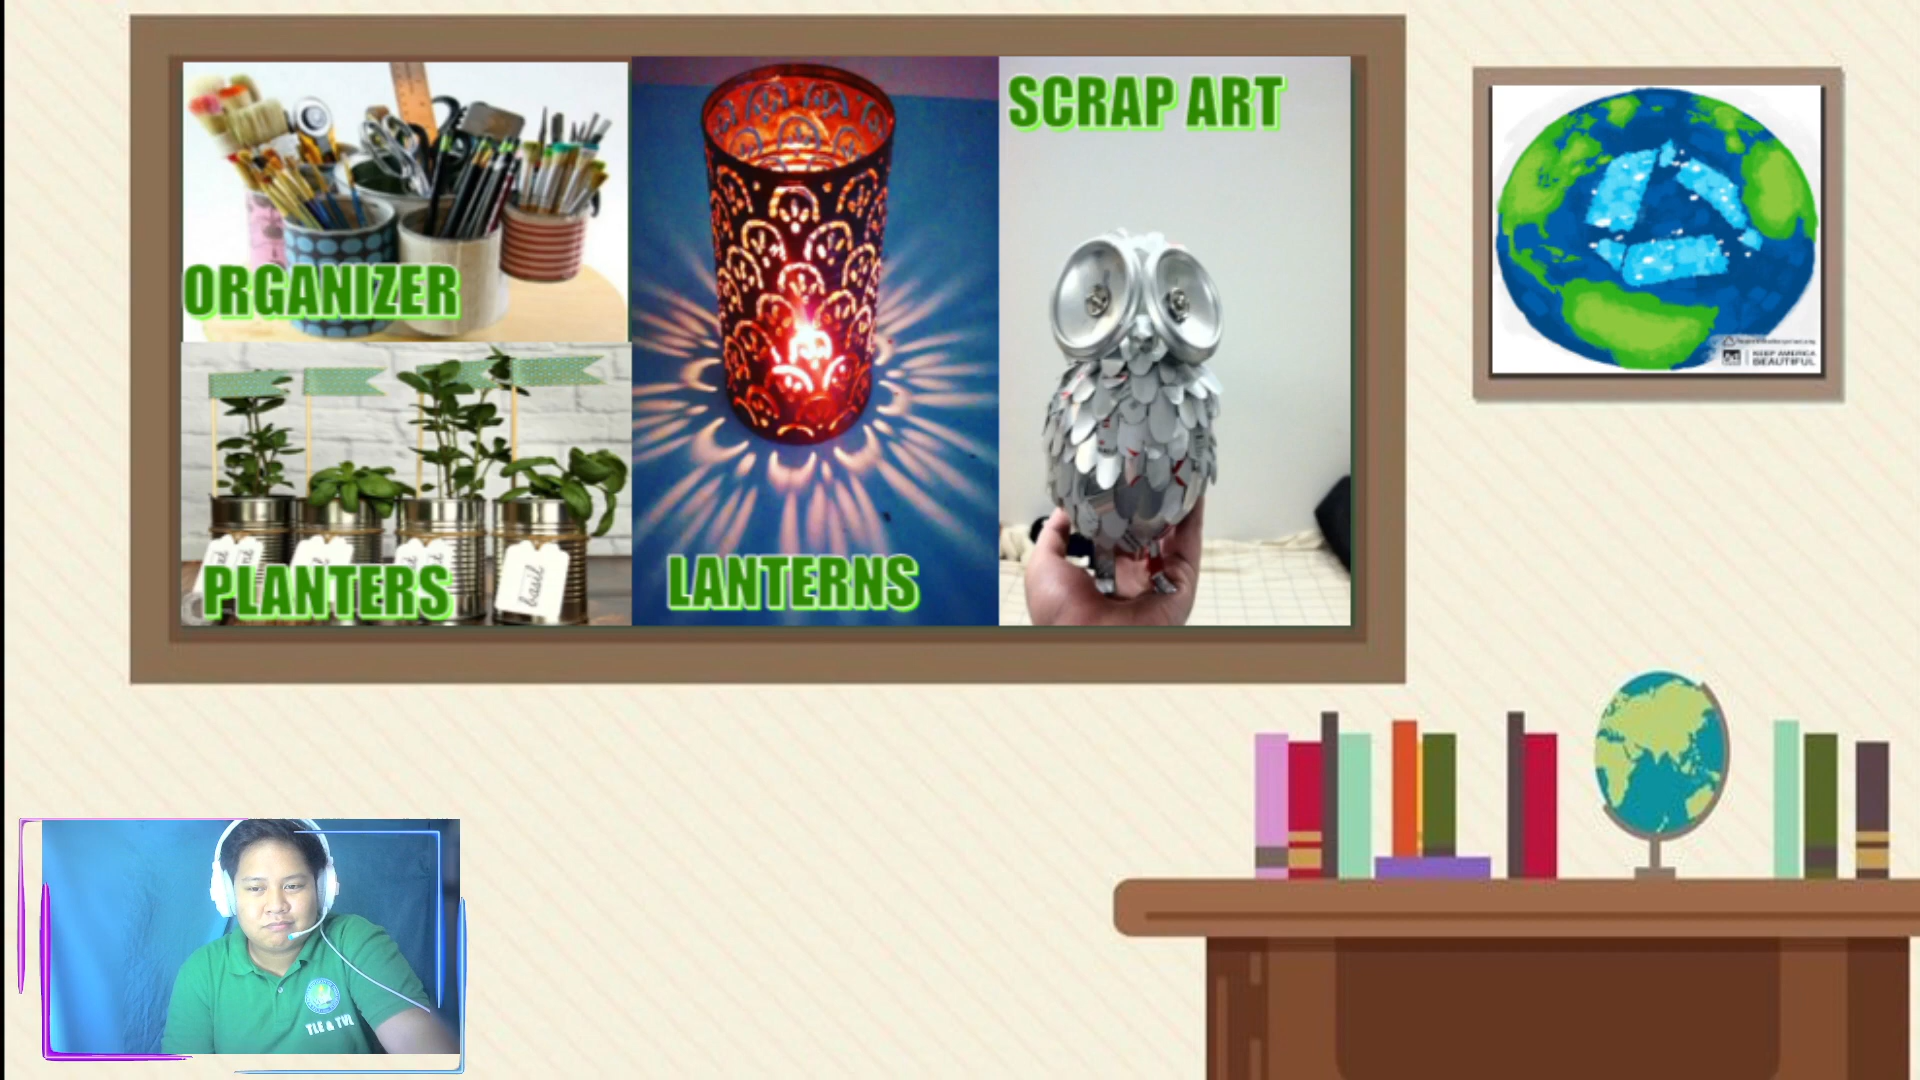 SCRAP ART
ORGANIZER
KEEP AMERICA
BEAUTIFUL
PLANTERS
LANTERNS
basil
TLE & TVL